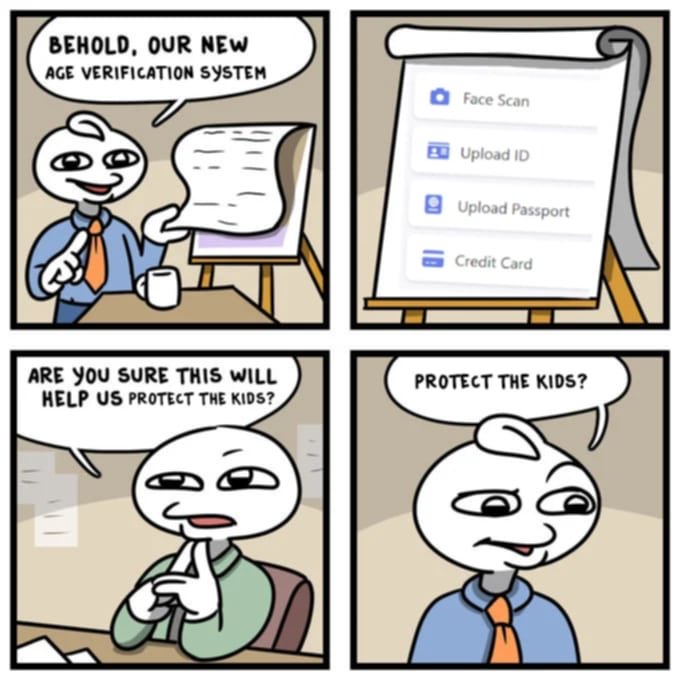 BEHOLD, OUR NEW
AGE VERIFICATION SYSTEM
Face Scan
Upload ID
Upload Passport
Credit Card
ARE YOU SURE THIS WILL
HELP US PROTECT THE KIDS?
PROTECT THE KIDS?